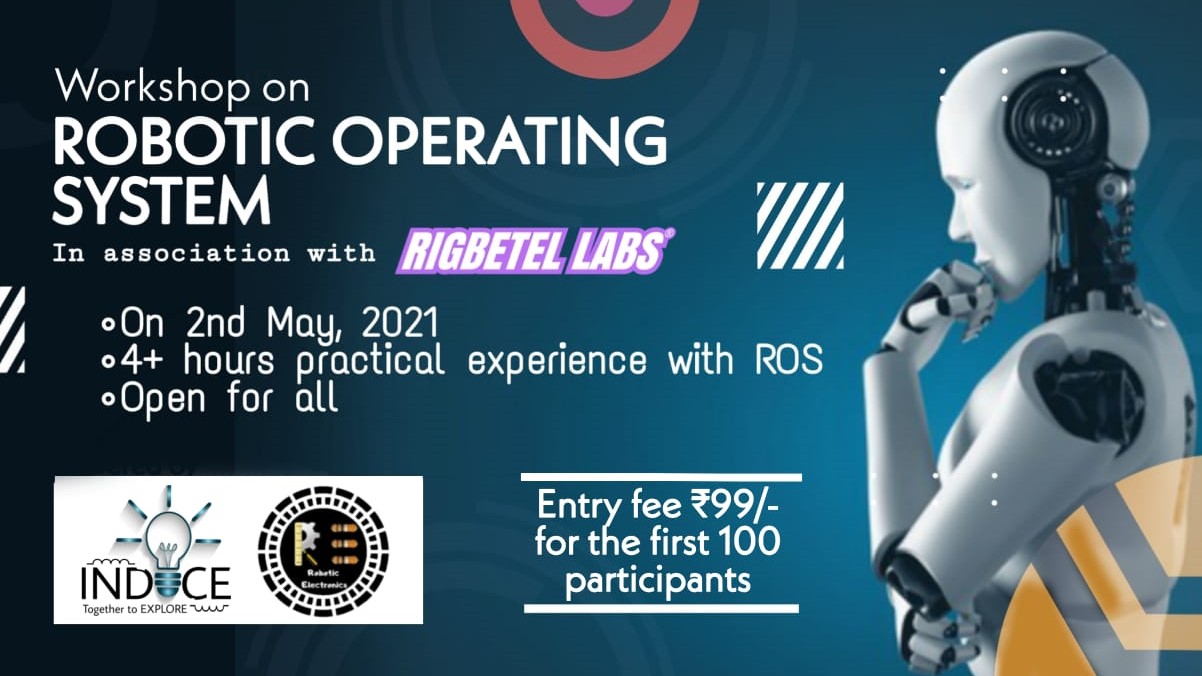 Workshop on
ROBOTIC OPERATING
SYSTEM
In association with RIGBETEL LABS®
On 2nd May, 2021
4+ hours practical experience with ROS
Open for all
INDUCE
Together to EXPLORE
RE
Robotic
Electronics
Entry fee ₹99/-
for the first 100
participants